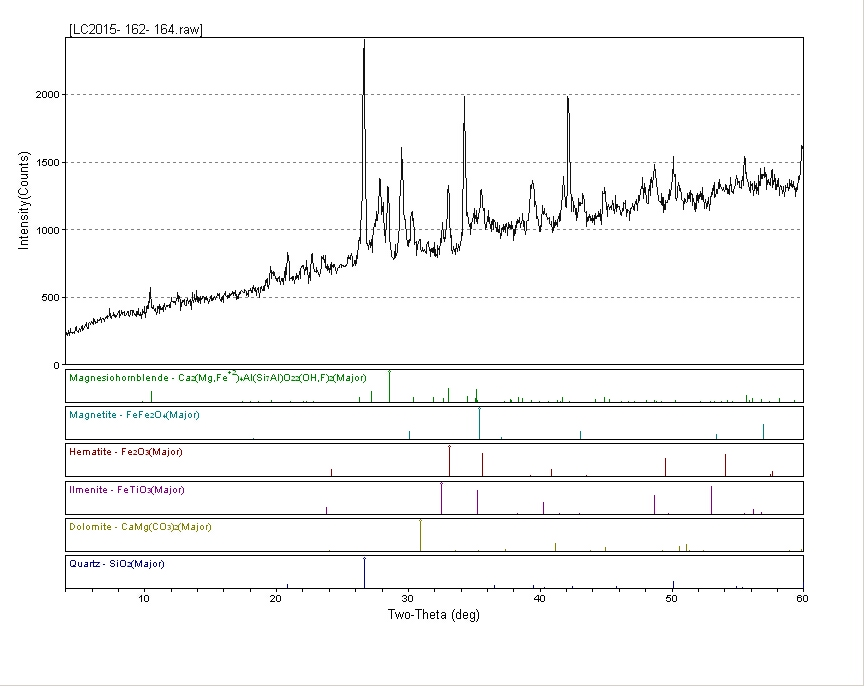 [LC2015- 162- 164.raw]
Intensity(Counts)
2000
1500
1000
500
0
Magnesiohornblende - Ca₂(Mg,Fe⁺²)₄Al(Si₇Al)O₂₂(OH,F)₂(Major)
Magnetite - FeFe₂O₄(Major)
Hematite - Fe₂O₃(Major)
Ilmenite - FeTiO₃(Major)
Dolomite - CaMg(CO₃)₂(Major)
Quartz - SiO₂(Major)
10 20 30 40 50 60
Two-Theta (deg)